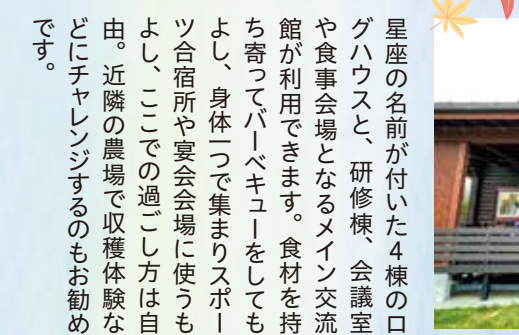 星座の名前が付いた4棟のロ
グハウスと、研修棟、会議室
や食事会場となるメイン交流
館が利用できます。食材を持
ち寄ってバーベキューをしても
よし、身体一つで集まりスポー
ツ合宿所や宴会会場に使うも
よし、ここでの過ごし方は自
由。近隣の農場で収穫体験な
どにチャレンジするのもお勧め
です。